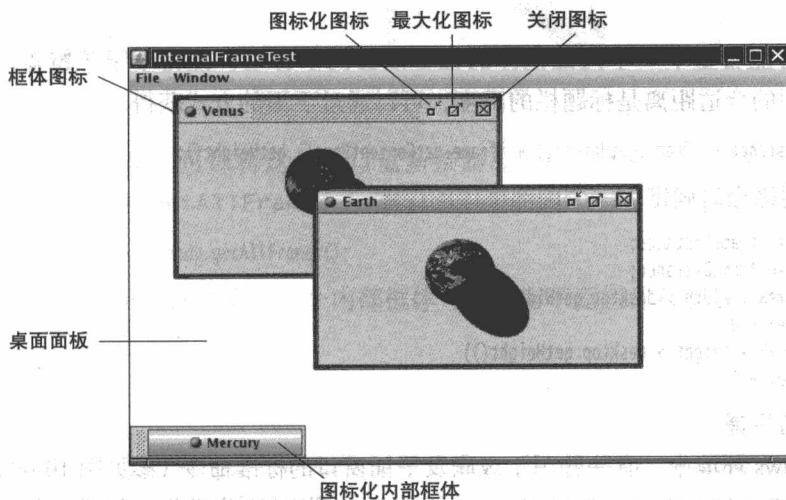 图标化图标 最大化图标 关闭图标
InternalFrameTest
框体图标
File Window
Venus
Earth
桌面面板
Mercury
图标化内部框体